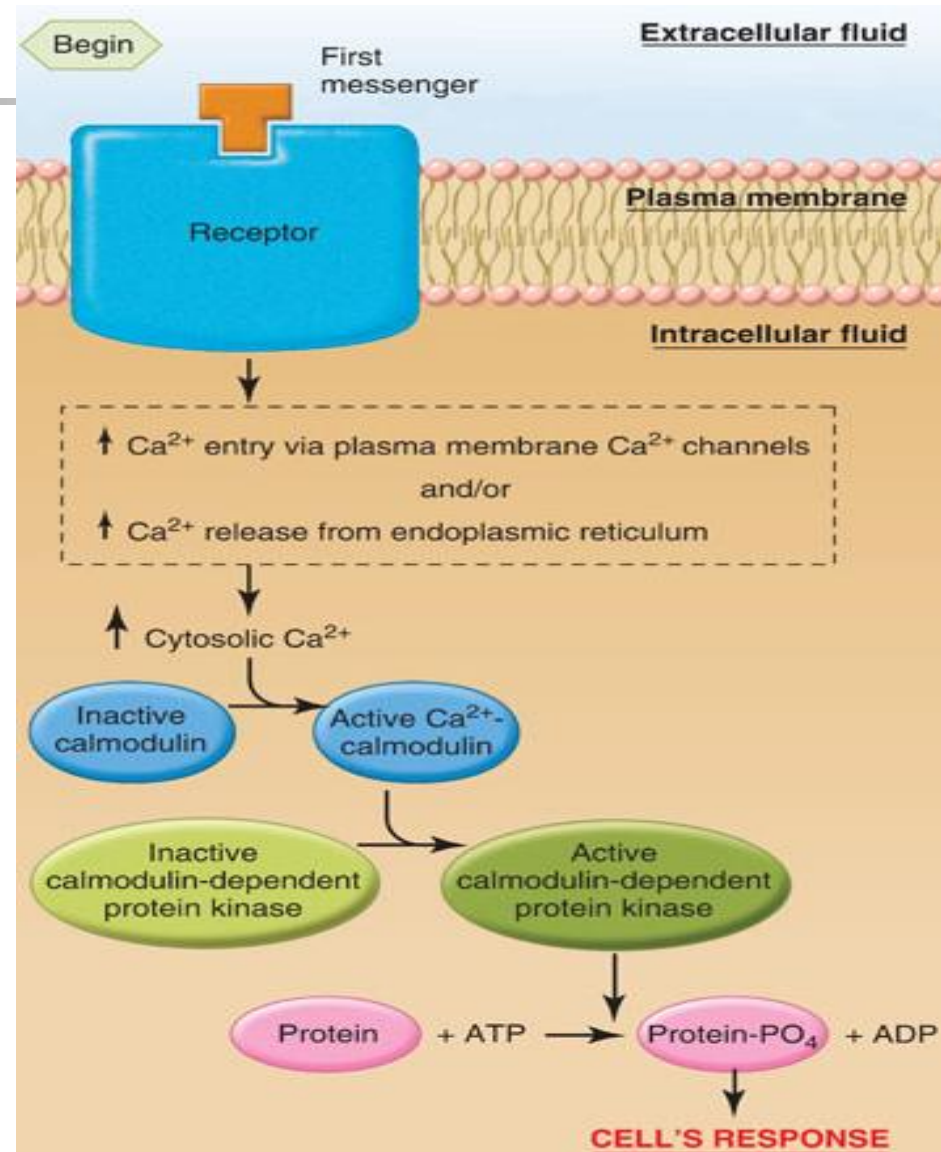 Begin
Extracellular fluid
First
messenger
Plasma membrane
Receptor
Intracellular fluid
↑ Ca²⁺ entry via plasma membrane Ca²⁺ channels
and/or
↑ Ca²⁺ release from endoplasmic reticulum
↑ Cytosolic Ca²⁺
Inactive
calmodulin
Active Ca²⁺-
calmodulin
Inactive
calmodulin-dependent
protein kinase
Active
calmodulin-dependent
protein kinase
Protein + ATP → Protein-PO₄ + ADP
CELL'S RESPONSE